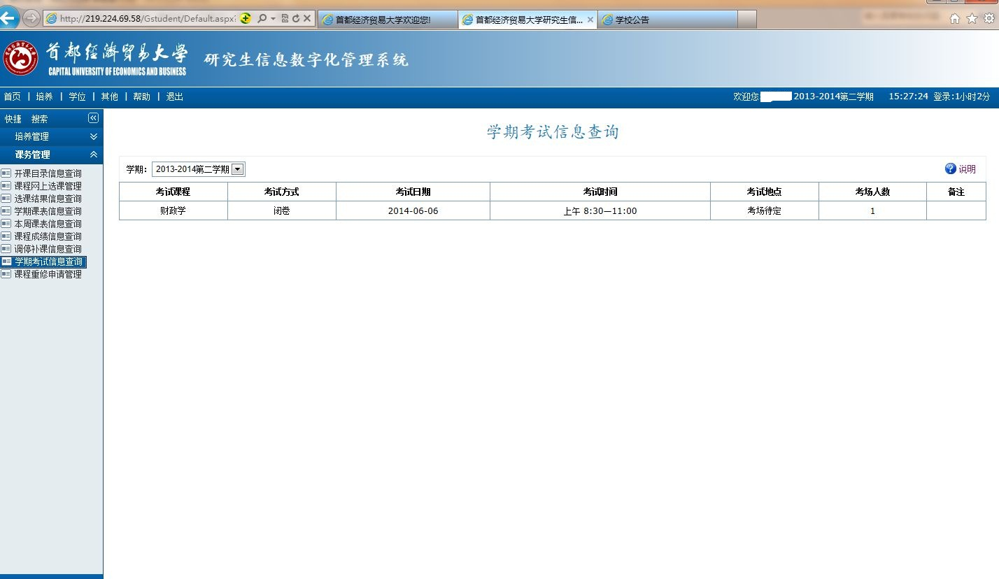 http://219.224.69.58/Gstudent/Default.aspx?
首都经济贸易大学欢迎您!
首都经济贸易大学研究生信...
学校公告
首都經濟貿易大學
CAPITAL UNIVERSITY OF ECONOMICS AND BUSINESS
研究生信息数字化管理系统
首页 | 培养 | 学位 | 其他 | 帮助 | 退出
欢迎您 2013-2014第二学期 15:27:24 登录:1小时2分
快捷 搜索
培养管理
课务管理
开课目录信息查询
课程网上选课管理
选课结果信息查询
学期课表信息查询
本周课表信息查询
课程成绩信息查询
调停补课信息查询
学期考试信息查询
课程重修申请管理
学期考试信息查询
学期: 2013-2014第二学期
说明
考试课程 考试方式 考试日期 考试时间 考试地点 考场人数 备注
财政学 闭卷 2014-06-06 上午 8:30—11:00 考场待定 1